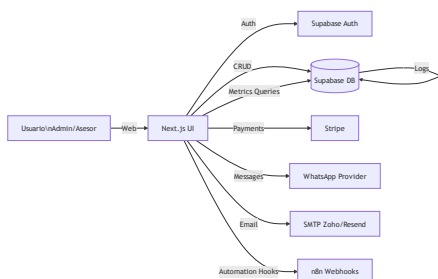 Auth
Supabase Auth
CRUD
Supabase DB
Logs
Metrics Queries
Usuario\nAdmin/Asesor
Web
Next.js UI
Payments
Stripe
Messages
WhatsApp Provider
Email
SMTP Zoho/Resend
Automation Hooks
n8n Webhooks